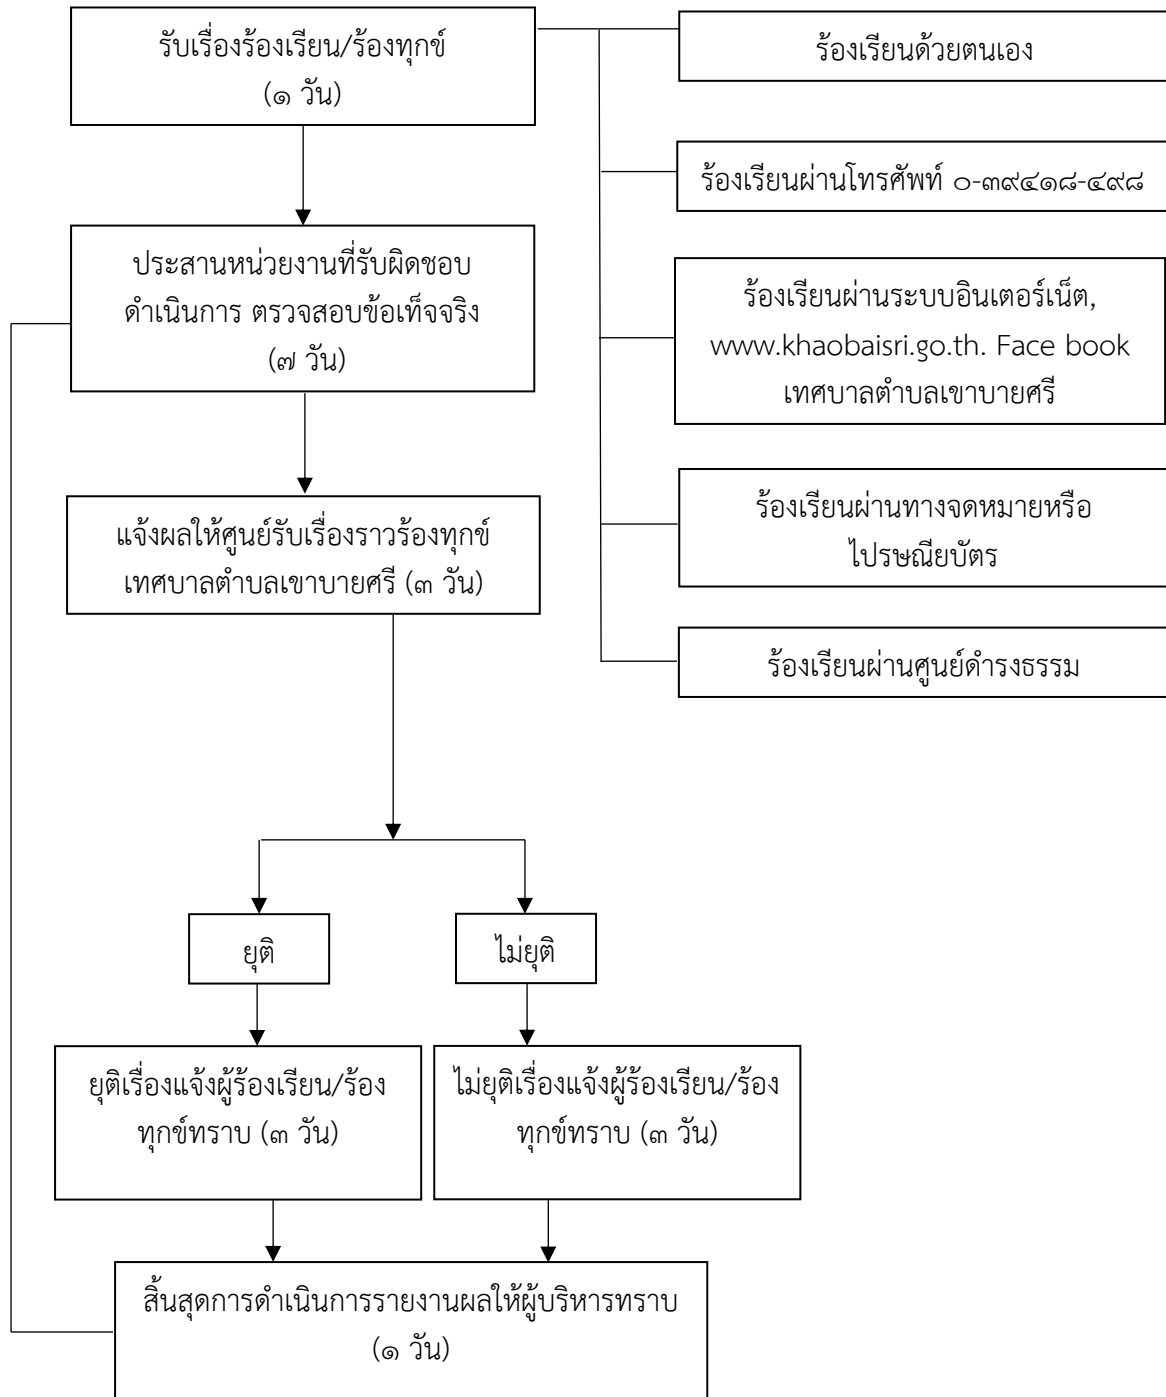 รับเรื่องร้องเรียน/ร้องทุกข์
(๑ วัน)
ร้องเรียนด้วยตนเอง
ร้องเรียนผ่านโทรศัพท์ ๐-๓๙๔๑๘-๔๙๘
ประสานหน่วยงานที่รับผิดชอบ
ดำเนินการ ตรวจสอบข้อเท็จจริง
(๗ วัน)
ร้องเรียนผ่านระบบอินเตอร์เน็ต,
www.khaobaisri.go.th. Face book
เทศบาลตำบลเขาบายศรี
แจ้งผลให้ศูนย์รับเรื่องราวร้องทุกข์
เทศบาลตำบลเขาบายศรี (๓ วัน)
ร้องเรียนผ่านทางจดหมายหรือ
ไปรษณียบัตร
ร้องเรียนผ่านศูนย์ดำรงธรรม
ยุติ
ไม่ยุติ
ยุติเรื่องแจ้งผู้ร้องเรียน/ร้อง
ทุกข์ทราบ (๓ วัน)
ไม่ยุติเรื่องแจ้งผู้ร้องเรียน/ร้อง
ทุกข์ทราบ (๓ วัน)
สิ้นสุดการดำเนินการรายงานผลให้ผู้บริหารทราบ
(๑ วัน)